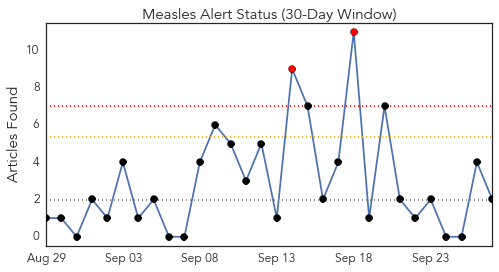 Measles Alert Status (30-Day Window)
Articles Found
10
8
6
4
2
0
Aug 29 Sep 03 Sep 08 Sep 13 Sep 18 Sep 23